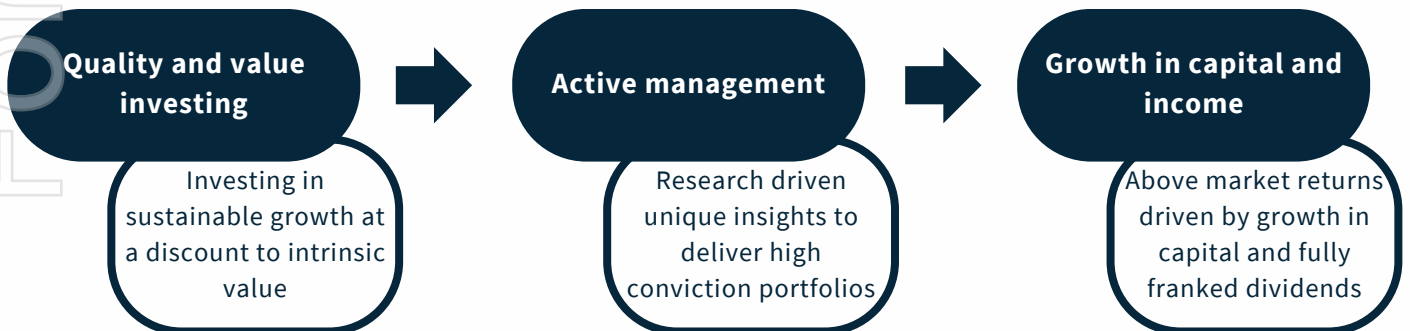 Quality and value
investing
Investing in
sustainable growth at
a discount to intrinsic
value
Active management
Research driven
unique insights to
deliver high
conviction portfolios
Growth in capital and
income
Above market returns
driven by growth in
capital and fully
franked dividends